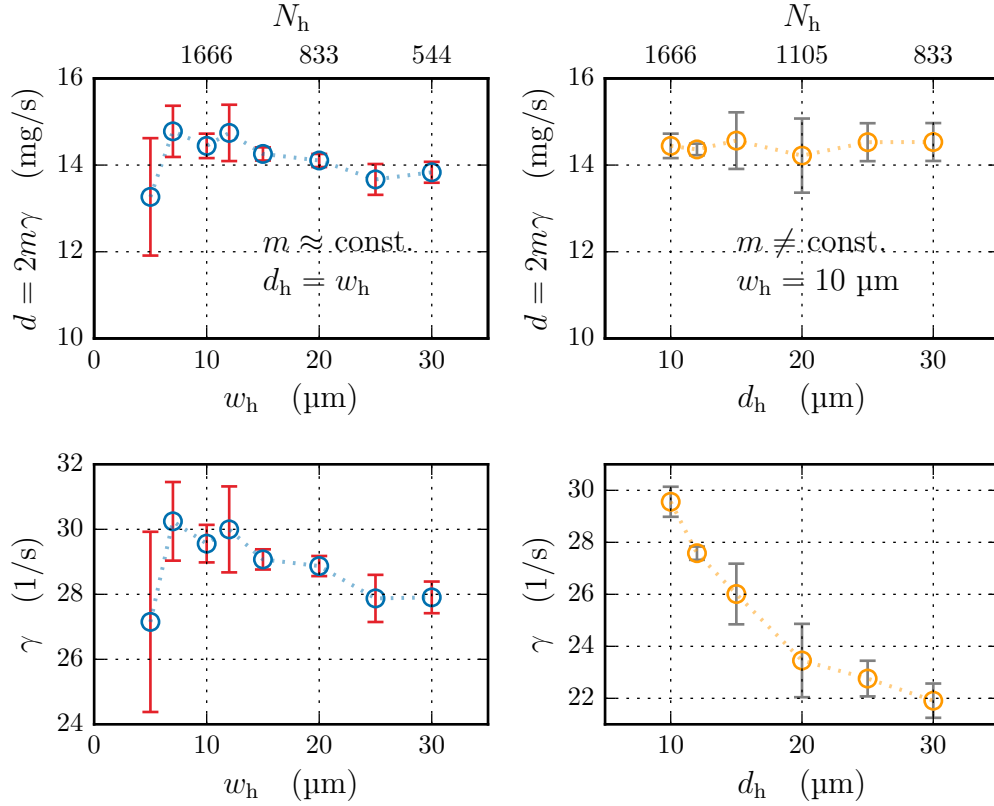 N_h
1666 833 544
16
14
12
10
d = 2mγ (mg/s)
m ≈ const.
d_h = w_h
0 10 20 30
w_h (µm)
N_h
1666 1105 833
16
14
12
10
d = 2mγ (mg/s)
m ≠ const.
w_h = 10 µm
10 20 30
d_h (µm)
32
30
28
26
24
γ (1/s)
0 10 20 30
w_h (µm)
30
28
26
24
22
γ (1/s)
10 20 30
d_h (µm)